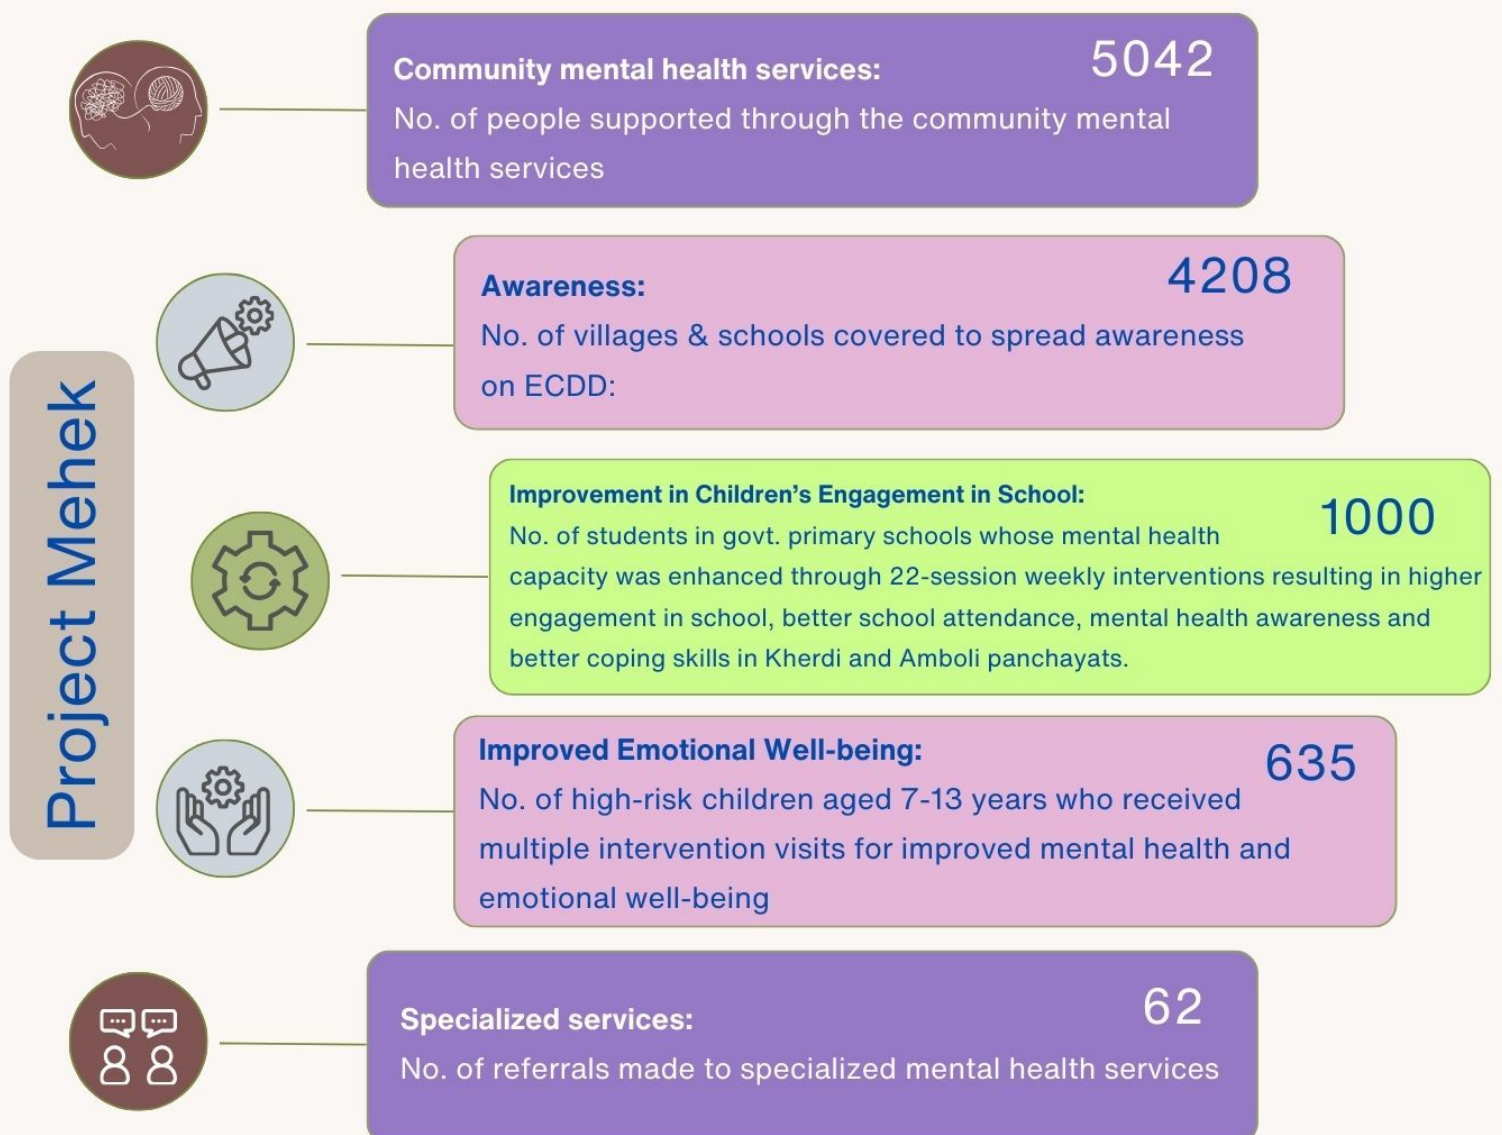 Project Mehek
Community mental health services:
5042
No. of people supported through the community mental
health services
Awareness:
4208
No. of villages & schools covered to spread awareness
on ECDD:
Improvement in Children’s Engagement in School:
1000
No. of students in govt. primary schools whose mental health
capacity was enhanced through 22-session weekly interventions resulting in higher
engagement in school, better school attendance, mental health awareness and
better coping skills in Kherdi and Amboli panchayats.
Improved Emotional Well-being:
635
No. of high-risk children aged 7-13 years who received
multiple intervention visits for improved mental health and
emotional well-being
Specialized services:
62
No. of referrals made to specialized mental health services